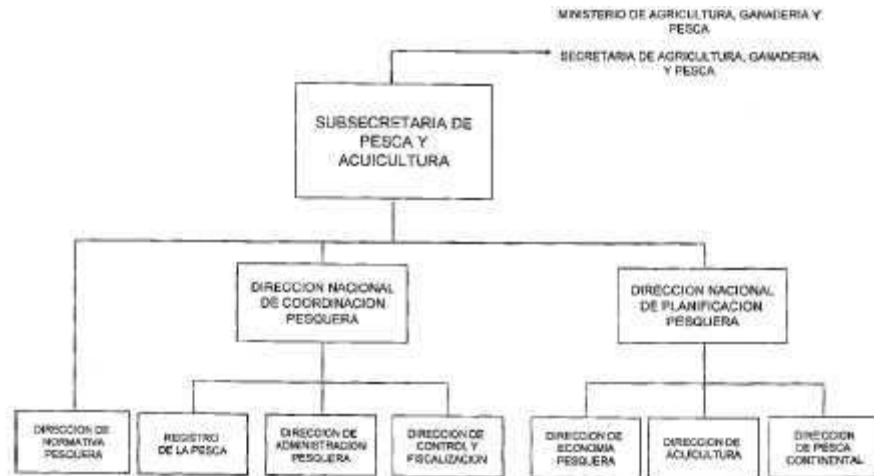 MINISTERIO DE AGRICULTURA, GANADERIA Y
PESCA
SECRETARIA DE AGRICULTURA, GANADERIA
Y PESCA
SUBSECRETARIA DE
PESCA Y
ACUICULTURA
DIRECCION NACIONAL
DE COORDINACION
PESQUERA
DIRECCION NACIONAL
DE PLANIFICACION
PESQUERA
DIRECCION DE
NORMATIVA
PESQUERA
REGISTRO
DE LA PESCA
DIRECCION DE
ADMINISTRACION
PESQUERA
DIRECCION DE
CONTROL Y
FISCALIZACION
DIRECCION DE
ECONOMIA
PESQUERA
DIRECCION
DE ACUICULTURA
DIRECCION
DE PESCA
CONTINENTAL